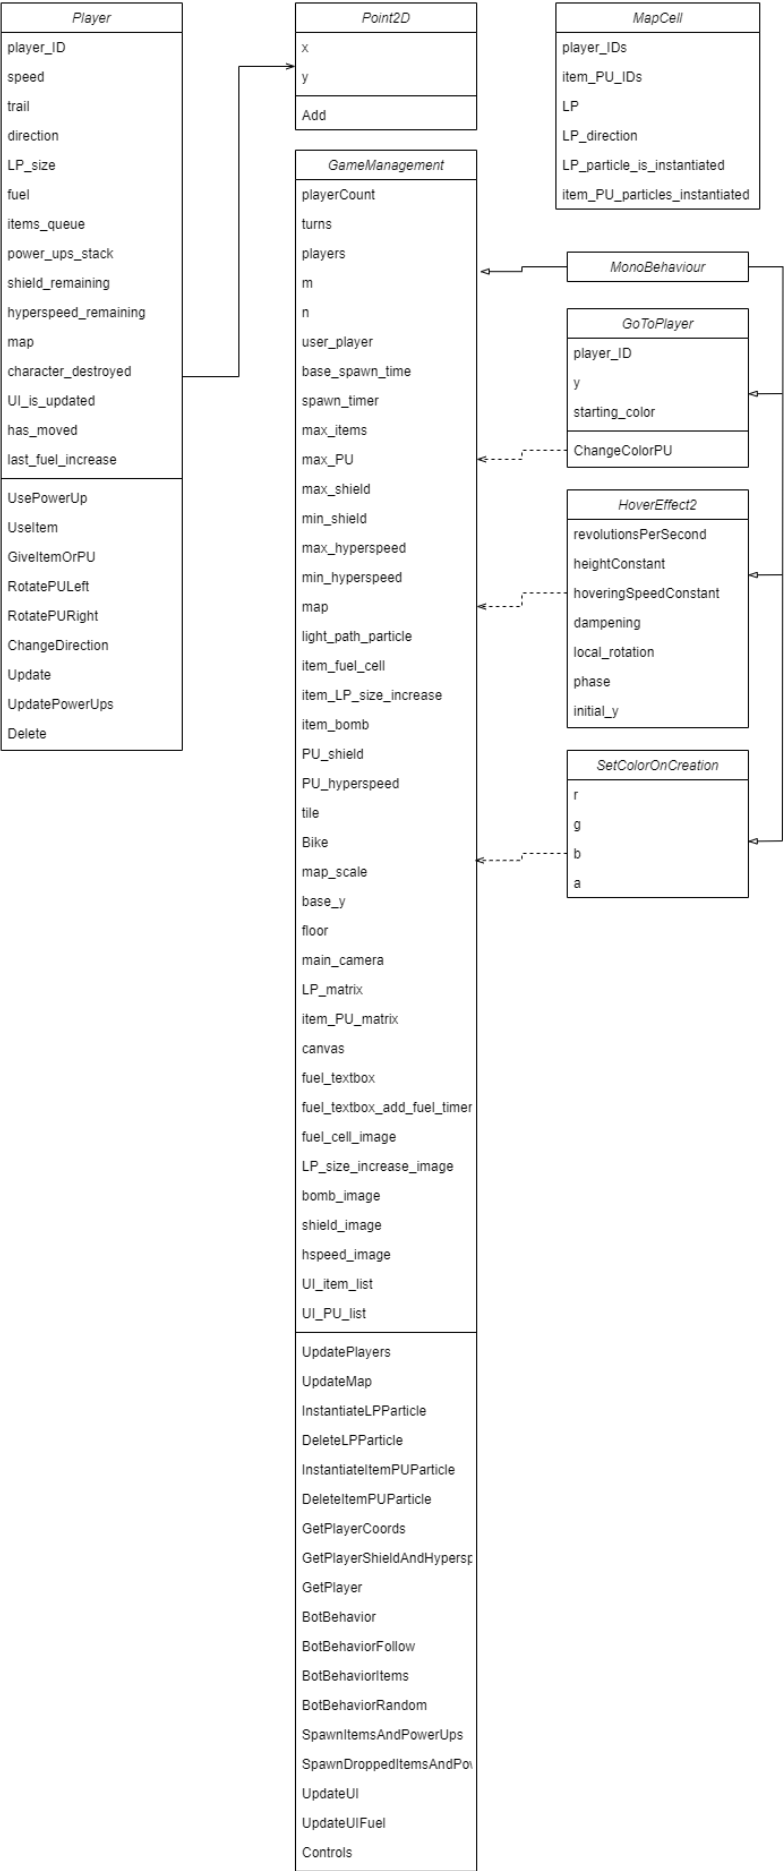 Player
player_ID
speed
trail
direction
LP_size
fuel
items_queue
power_ups_stack
shield_remaining
hyperspeed_remaining
map
character_destroyed
UI_is_updated
has_moved
last_fuel_increase
UsePowerUp
UseItem
GiveItemOrPU
RotatePULeft
RotatePURight
ChangeDirection
Update
UpdatePowerUps
Delete
Point2D
x
y
Add
GameManagement
playerCount
turns
players
m
n
user_player
base_spawn_time
spawn_timer
max_items
max_PU
max_shield
min_shield
max_hyperspeed
min_hyperspeed
map
light_path_particle
item_fuel_cell
item_LP_size_increase
item_bomb
PU_shield
PU_hyperspeed
tile
Bike
map_scale
base_y
floor
main_camera
LP_matrix
item_PU_matrix
canvas
fuel_textbox
fuel_textbox_add_fuel_timer
fuel_cell_image
LP_size_increase_image
bomb_image
shield_image
hspeed_image
UI_item_list
UI_PU_list
UpdatePlayers
UpdateMap
InstantiateLPParticle
DeleteLPParticle
InstantiateItemPUParticle
DeleteItemPUParticle
GetPlayerCoords
GetPlayerShieldAndHypersp
GetPlayer
BotBehavior
BotBehaviorFollow
BotBehaviorItems
BotBehaviorRandom
SpawnItemsAndPowerUps
SpawnDroppedItemsAndPo
UpdateUI
UpdateUIFuel
Controls
MapCell
player_IDs
item_PU_IDs
LP
LP_direction
LP_particle_is_instantiated
item_PU_particles_instantiated
MonoBehaviour
GoToPlayer
player_ID
y
starting_color
ChangeColorPU
HoverEffect2
revolutionsPerSecond
heightConstant
hoveringSpeedConstant
dampening
local_rotation
phase
initial_y
SetColorOnCreation
r
g
b
a